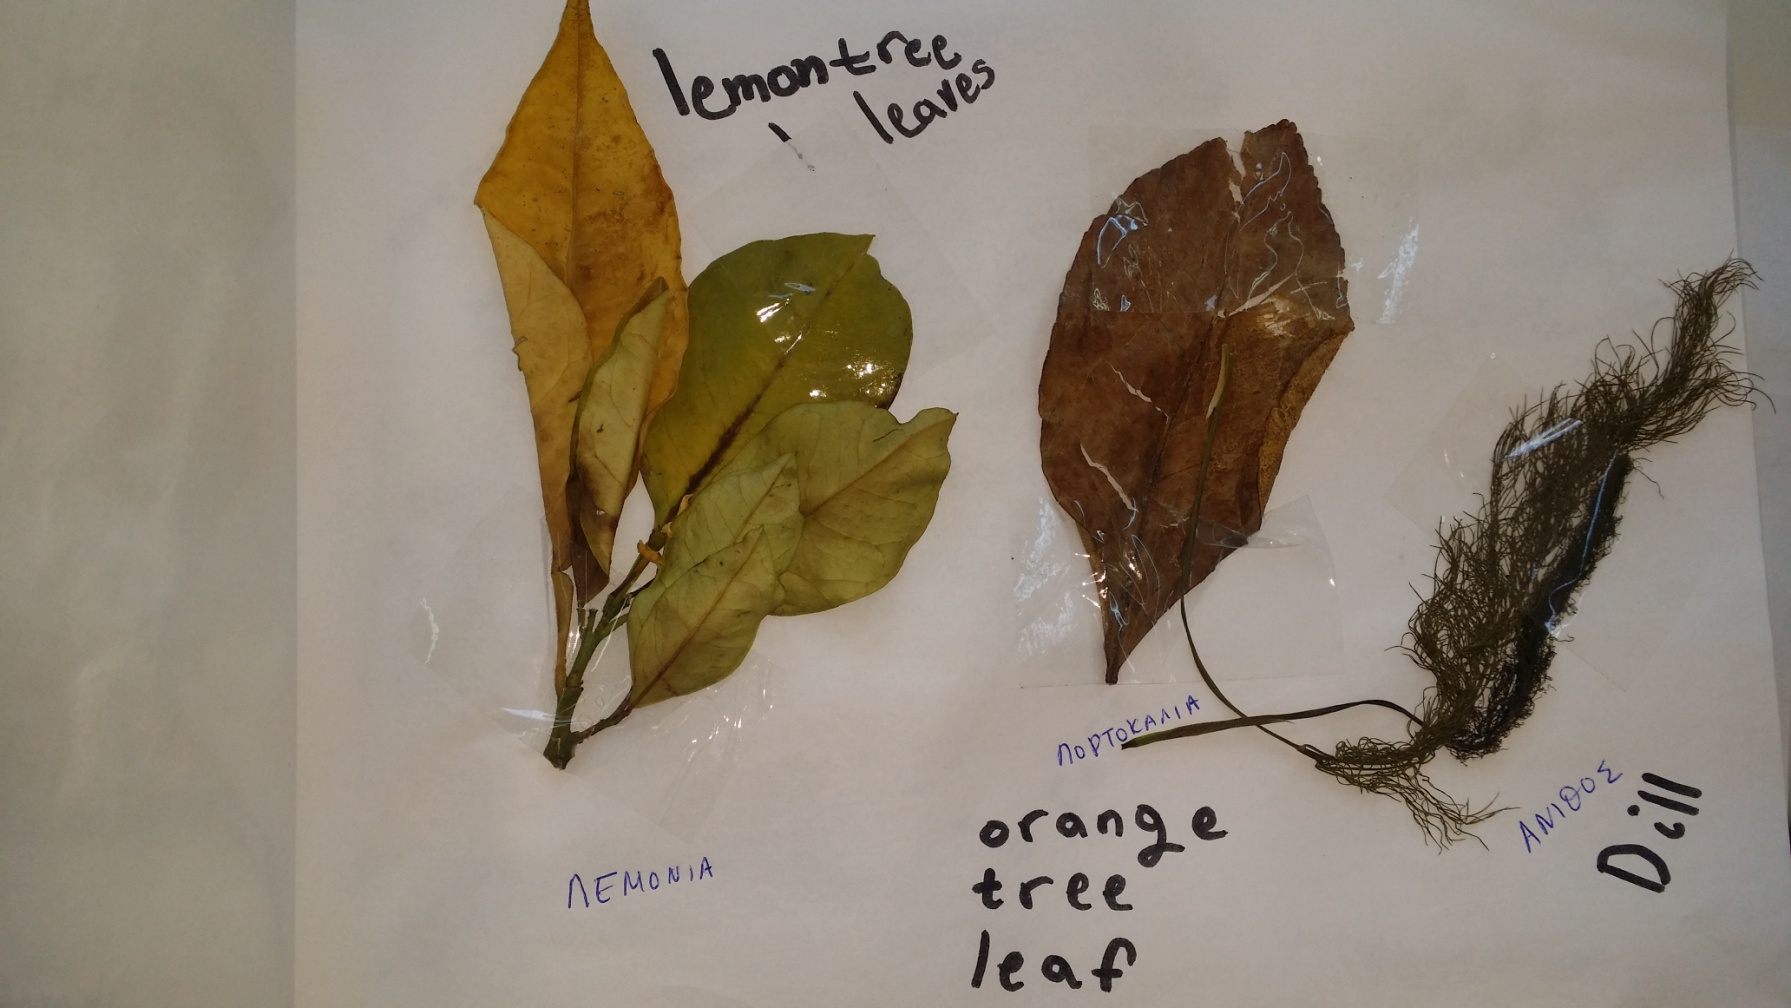 lemontree
leaves
ΛΕΜΟΝΙΑ
ΠΟΡΤΟΚΑΛΙΑ
orange
tree
leaf
ΑΝΙΘΟΣ
Dill